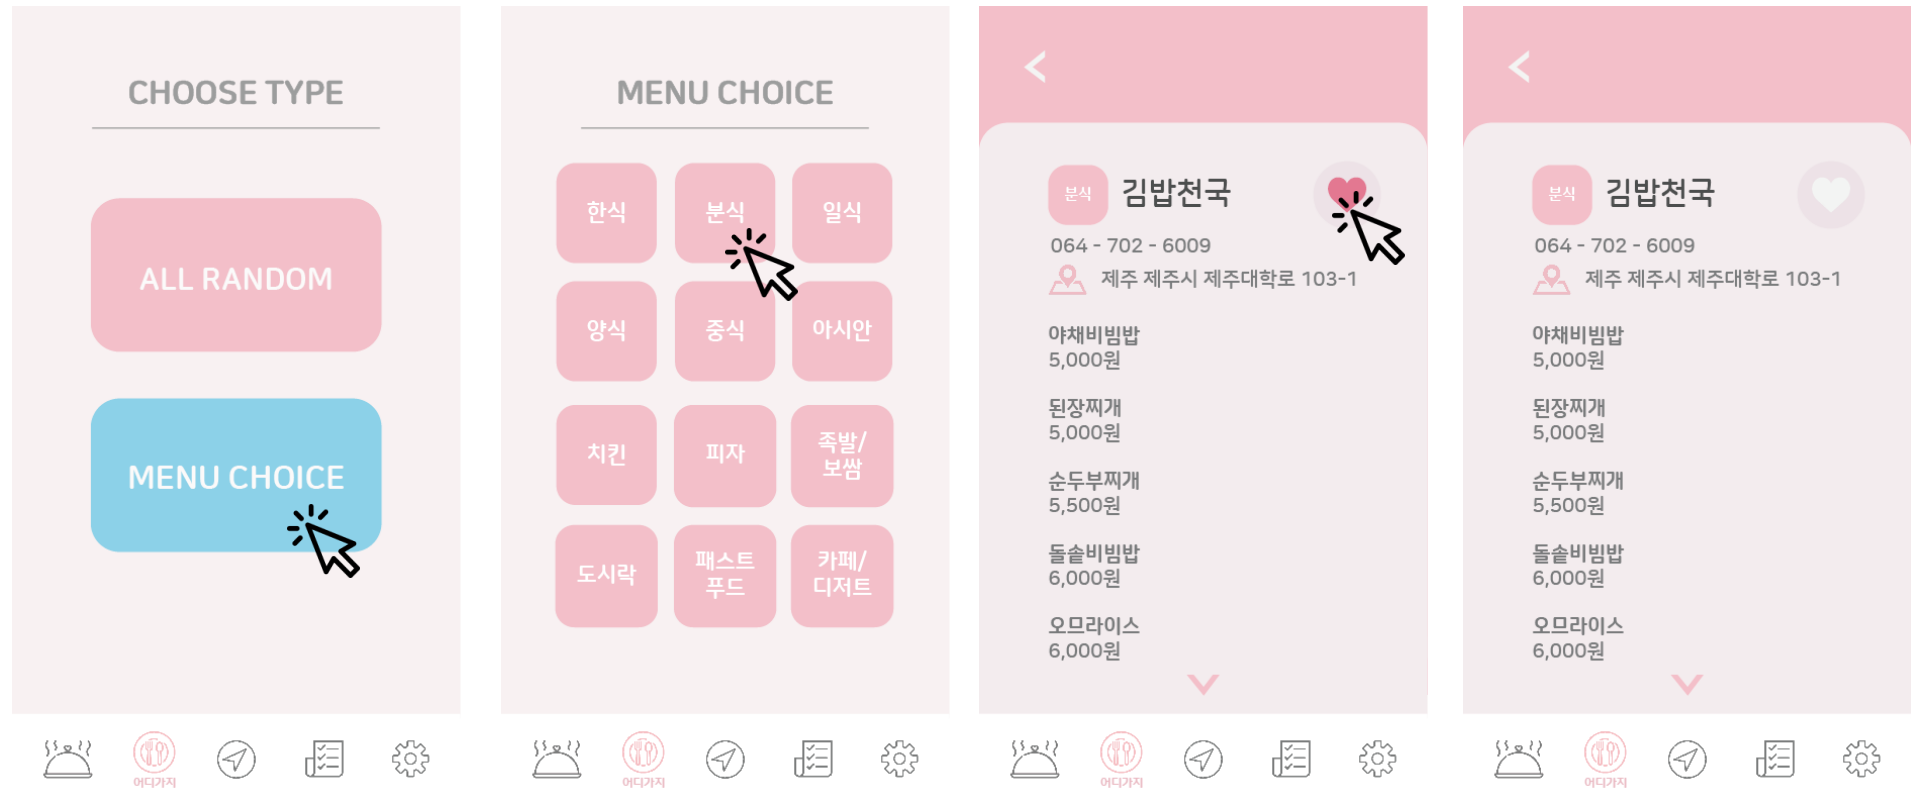 CHOOSE TYPE
ALL RANDOM
MENU CHOICE
어디가지
MENU CHOICE
한식
분식
일식
양식
중식
아시안
치킨
피자
족발/
보쌈
도시락
패스트
푸드
카페/
디저트
어디가지
분식
김밥천국
064 - 702 - 6009
제주 제주시 제주대학로 103-1
야채비빔밥
5,000원
된장찌개
5,000원
순두부찌개
5,500원
돌솥비빔밥
6,000원
오므라이스
6,000원
어디가지
분식
김밥천국
064 - 702 - 6009
제주 제주시 제주대학로 103-1
야채비빔밥
5,000원
된장찌개
5,000원
순두부찌개
5,500원
돌솥비빔밥
6,000원
오므라이스
6,000원
어디가지